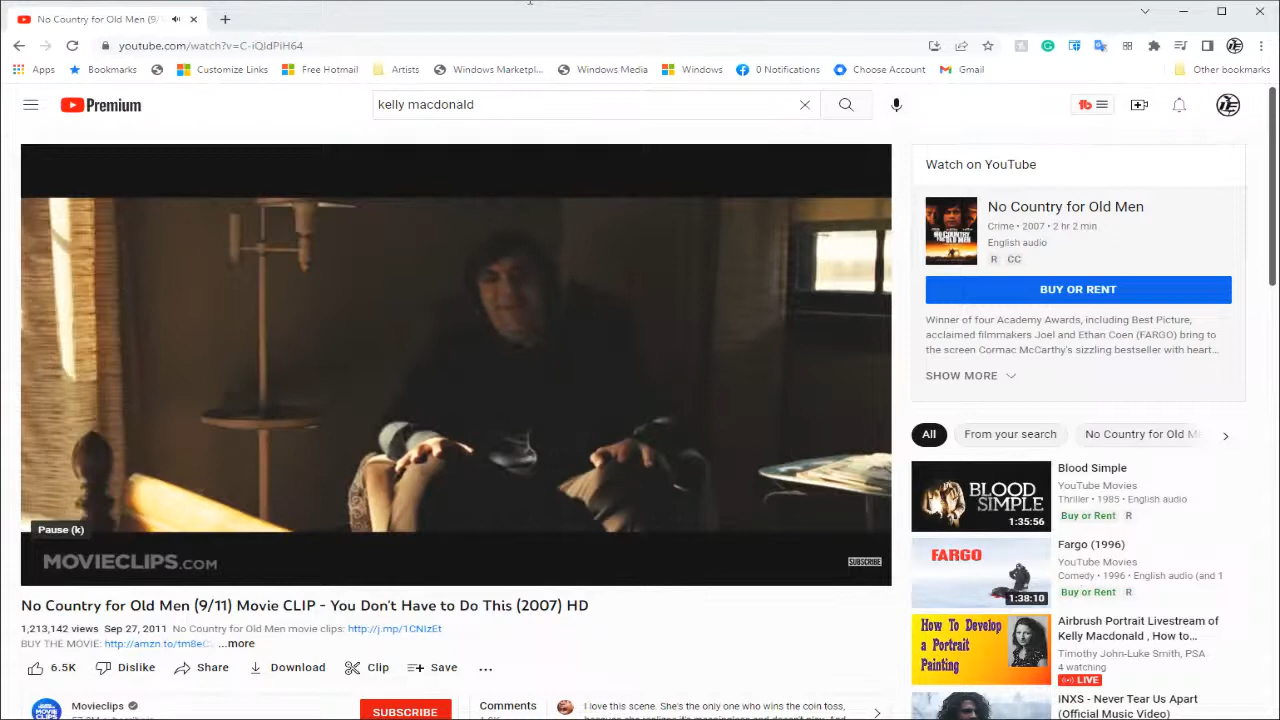 No Country for Old Men (9/1
youtube.com/watch?v=C-iQldPiH64
Apps
Bookmarks
Customize Links
Free Hotmail
Artists
Windows Marketpl...
Windows Media
Windows
0 Notifications
Choose Account
Gmail
Other bookmarks
Premium
kelly macdonald
Pause (k)
MOVIECLIPS.COM
SUBSCRIBE
No Country for Old Men (9/11) Movie CLIP - You Don't Have to Do This (2007) HD
1,213,142 views Sep 27, 2011 No Country for Old Men movie clips: http://j.mp/1CNIzEt
BUY THE MOVIE: http://amzn.to/tm8eC ...more
6.5K
Dislike
Share
Download
Clip
Save
Movieclips
SUBSCRIBE
Comments
I love this scene. She's the only one who wins the coin toss,
Watch on YouTube
No Country for Old Men
Crime • 2007 • 2 hr 2 min
English audio
R CC
BUY OR RENT
Winner of four Academy Awards, including Best Picture,
acclaimed filmmakers Joel and Ethan Coen (FARGO) bring to
the screen Cormac McCarthy's sizzling bestseller with heart...
SHOW MORE
All
From your search
No Country for Old M
BLOOD
SIMPLE
1:35:56
Blood Simple
YouTube Movies
Thriller • 1985 • English audio
Buy or Rent R
FARGO
1:38:10
Fargo (1996)
YouTube Movies
Comedy • 1996 • English audio (and 1
Buy or Rent R
How To Develop
a Portrait
Painting
Airbrush Portrait Livestream of
Kelly Macdonald , How to...
Timothy John-Luke Smith, PSA
4 watching
LIVE
INXS - Never Tear Us Apart
(Official Music Video)